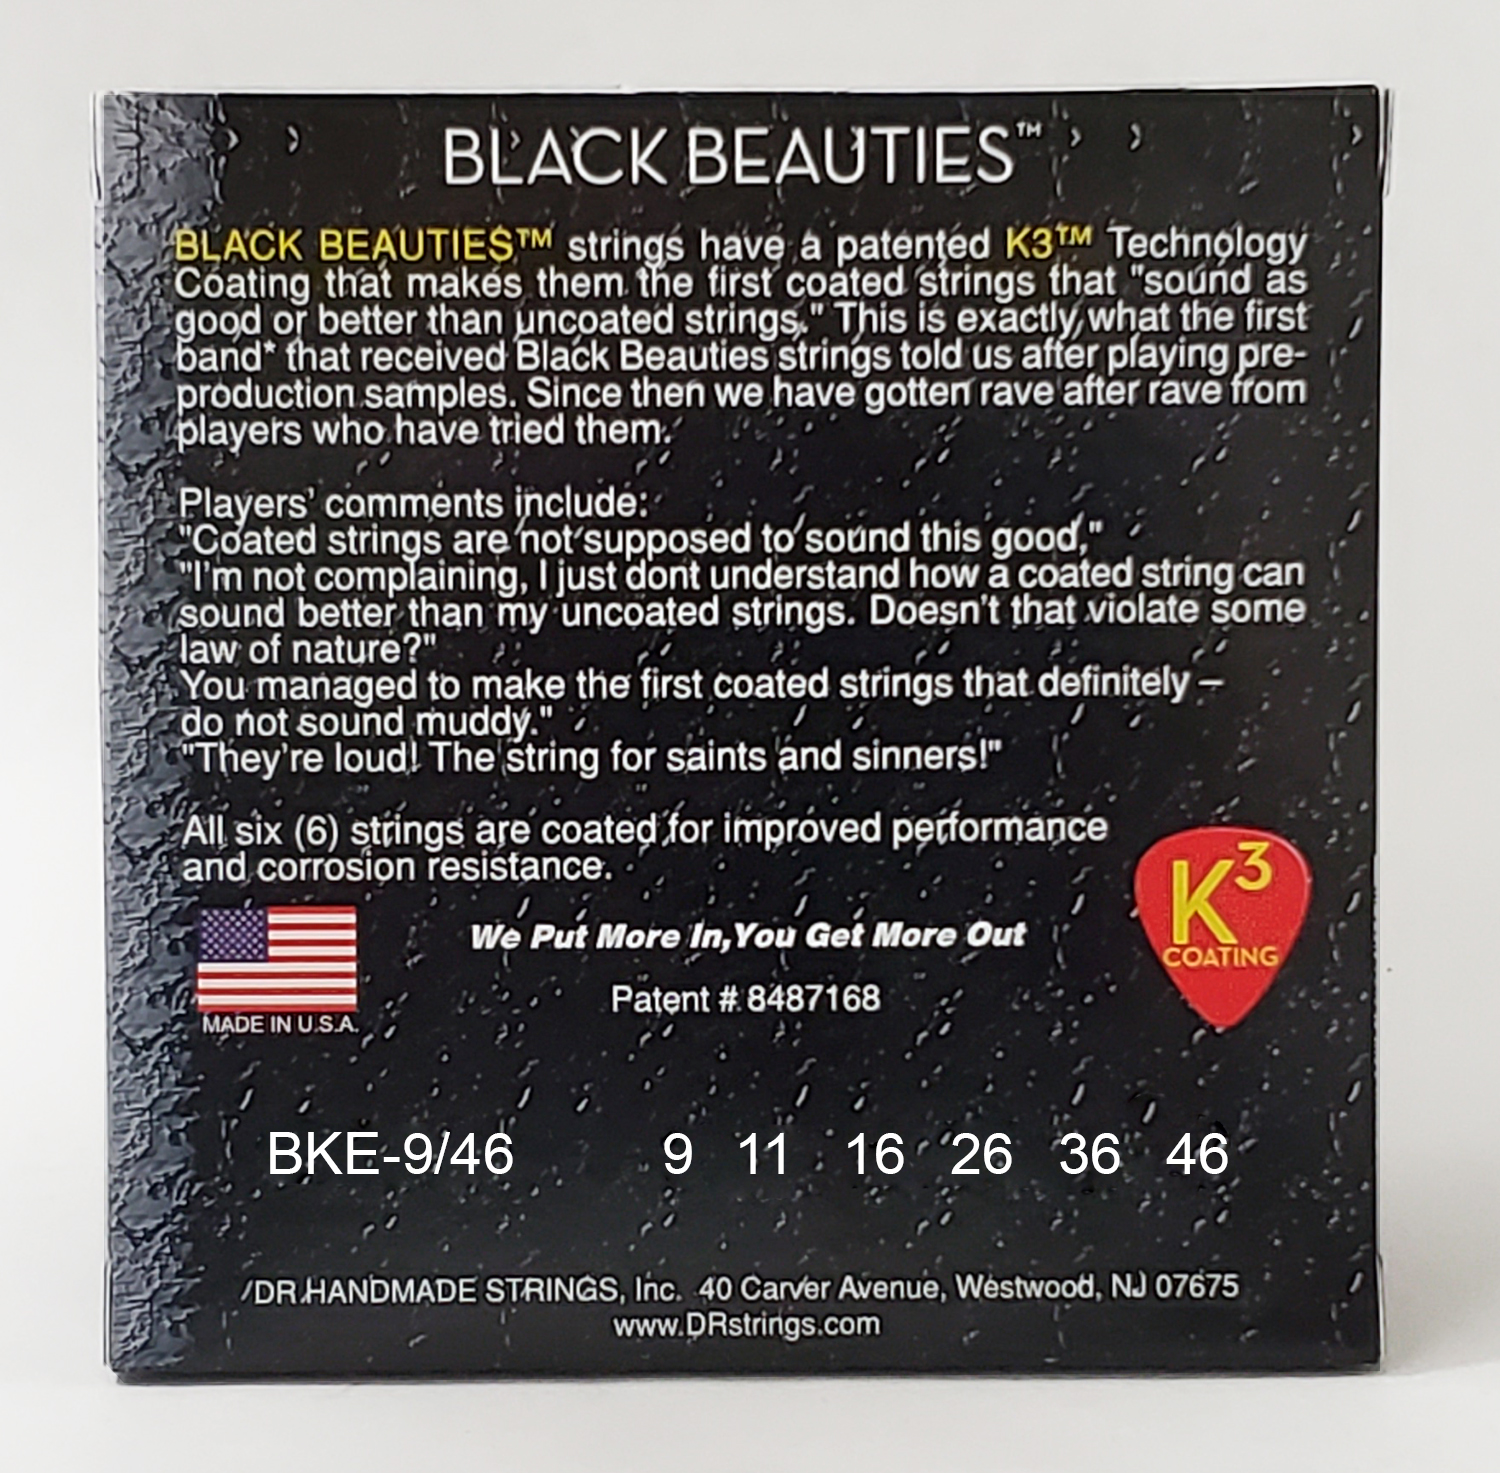 BLACK BEAUTIES™
BLACK BEAUTIES™ strings have a patented K3™ Technology
Coating that makes them the first coated strings that "sound as
good or better than uncoated strings." This is exactly what the first
band* that received Black Beauties strings told us after playing pre-
production samples. Since then we have gotten rave after rave from
players who have tried them.
Players' comments include:
"Coated strings are not supposed to sound this good,"
"I'm not complaining, I just dont understand how a coated string can
sound better than my uncoated strings. Doesn't that violate some
law of nature?"
You managed to make the first coated strings that definitely –
do not sound muddy."
"They're loud! The string for saints and sinners!"
All six (6) strings are coated for improved performance
and corrosion resistance.
K3
COATING
We Put More In, You Get More Out
Patent # 8487168
MADE IN U.S.A.
BKE-9/46 9 11 16 26 36 46
DR HANDMADE STRINGS, Inc. 40 Carver Avenue, Westwood, NJ 07675
www.DRstrings.com